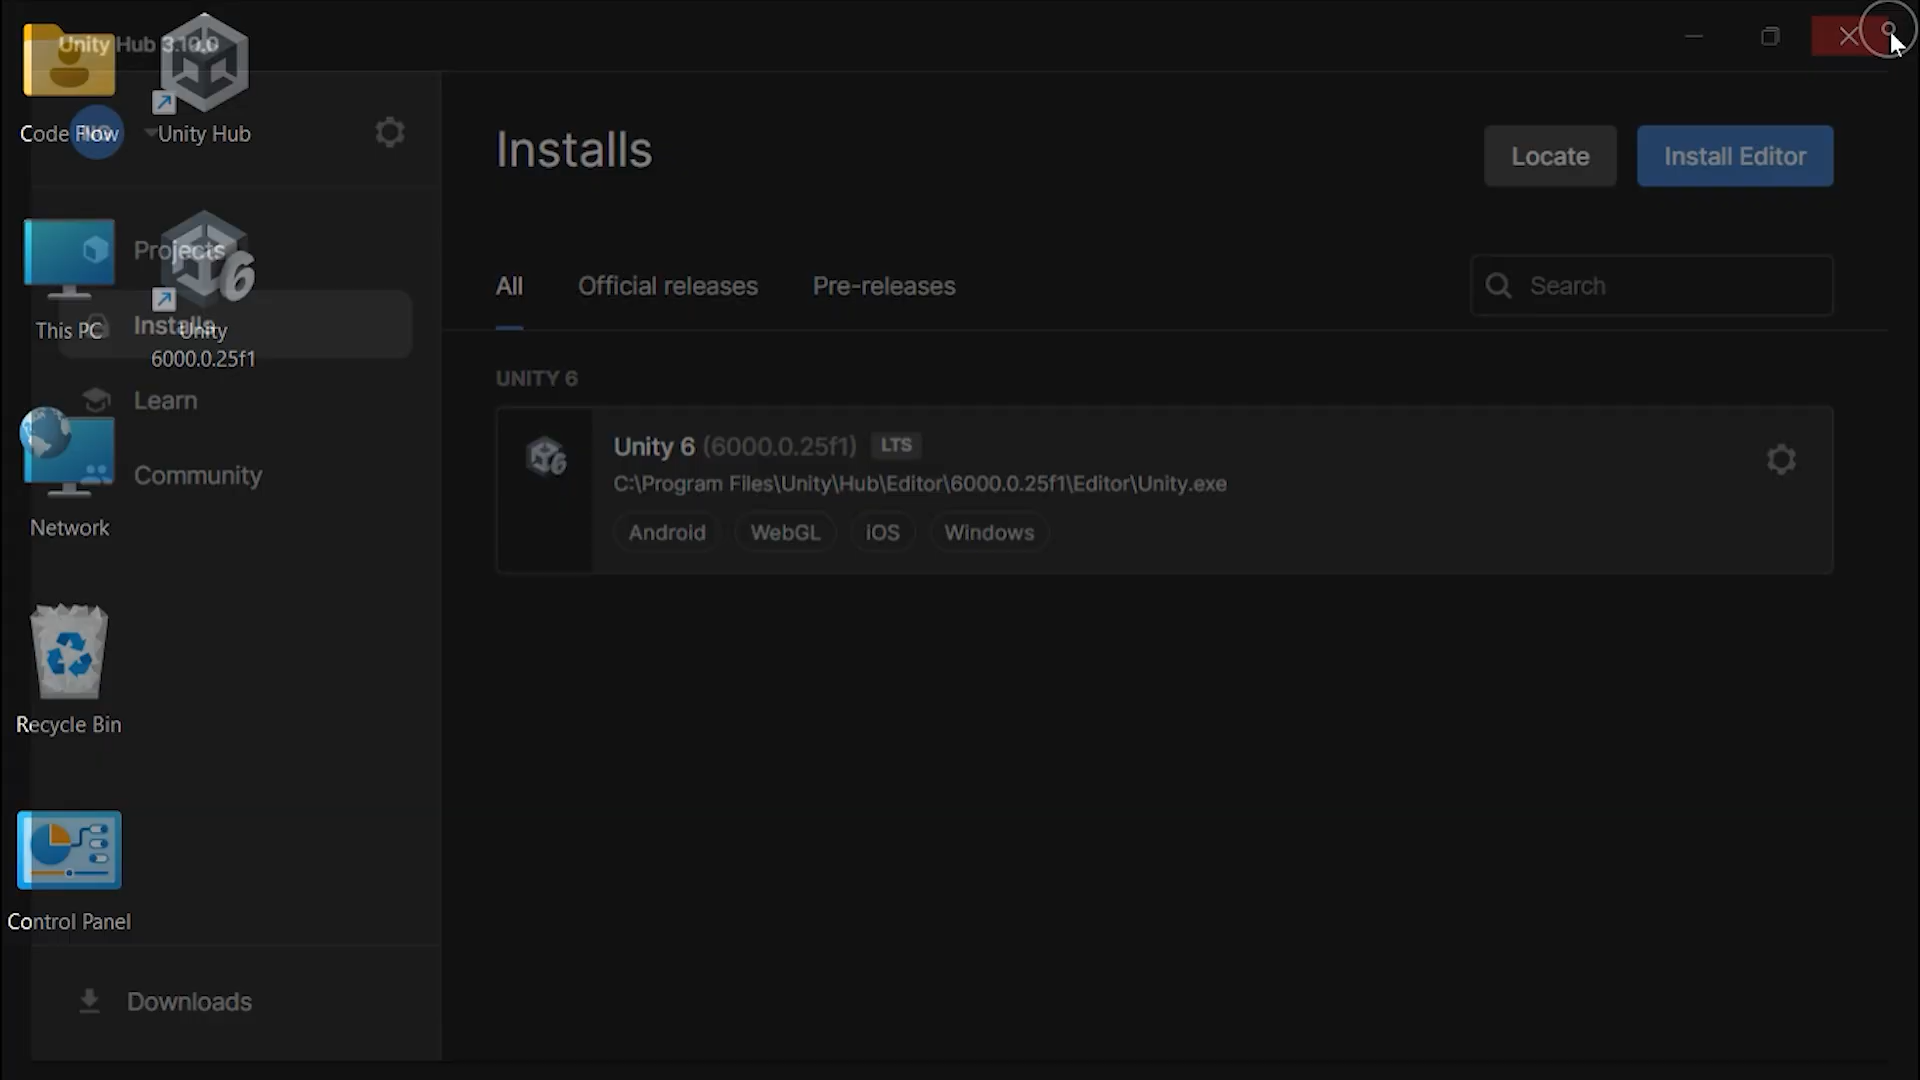 Unity Hub 3.10.0
Code Flow
Unity Hub
This PC
Unity
6000.0.25f1
Network
Recycle Bin
Control Panel
Projects
Installs
Learn
Community
Downloads
Installs
Locate
Install Editor
All
Official releases
Pre-releases
Search
UNITY 6
Unity 6 (6000.0.25f1) LTS
C:\Program Files\Unity\Hub\Editor\6000.0.25f1\Editor\Unity.exe
Android
WebGL
iOS
Windows